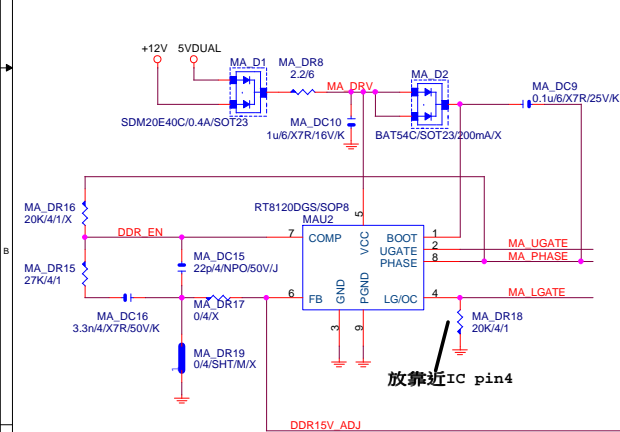 +12V
5VDUAL
MA_D1
MA_DR8
2.2/6
MA_DRV
MA_D2
MA_DC9
0.1u/6/X7R/25V/K
SDM20E40C/0.4A/SOT23
MA_DC10
1u/6/X7R/16V/K
BAT54C/SOT23/200mA/X
MA_DR16
20K/4/1/X
RT8120DGS/SOP8
MAU2
5
DDR_EN
7
COMP
VCC
BOOT
1
UGATE
2
MA_UGATE
PHASE
8
MA_PHASE
B
MA_DR15
27K/4/1
MA_DC15
22p/4/NPO/50V/J
6
FB
GND
PGND
LG/OC
4
MA_LGATE
MA_DC16
3.3n/4/X7R/50V/K
MA_DR17
0/4/X
3
9
MA_DR18
20K/4/1
MA_DR19
0/4/SHT/M/X
1
放靠近IC pin4
DDR15V_ADJ